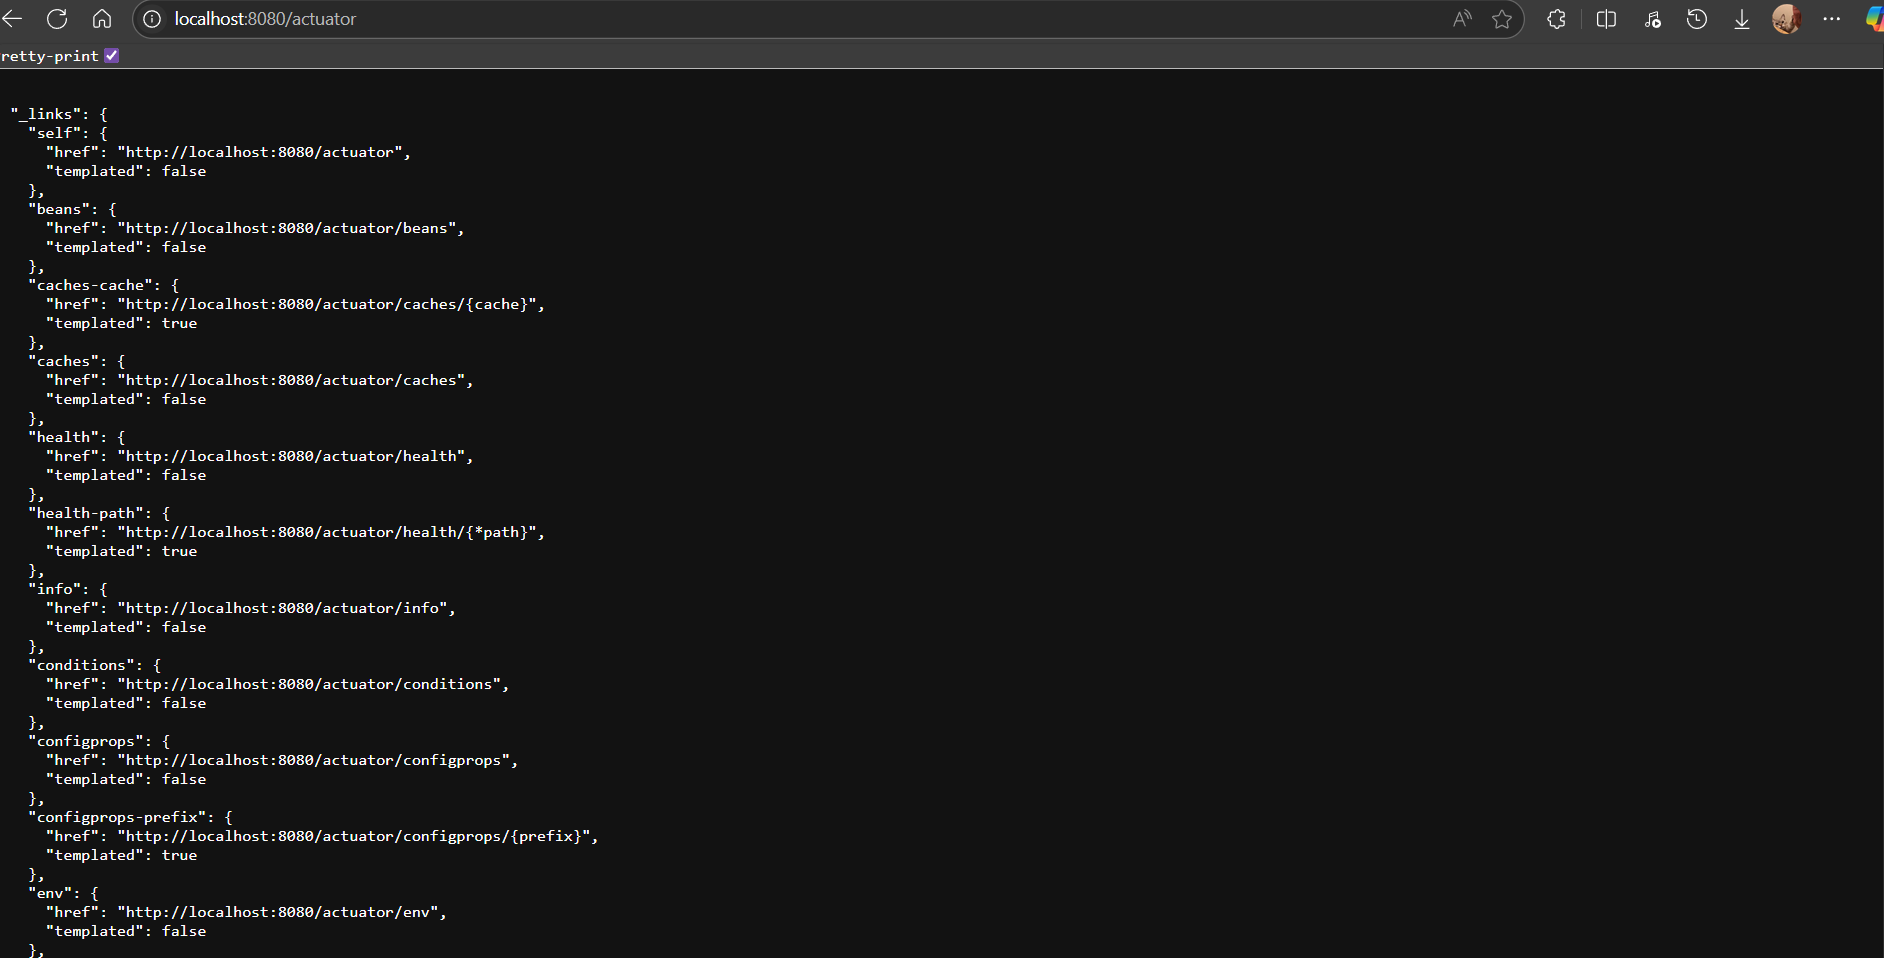 localhost:8080/actuator
retty-print
"_links": {
"self": {
"href": "http://localhost:8080/actuator",
"templated": false
},
"beans": {
"href": "http://localhost:8080/actuator/beans",
"templated": false
},
"caches-cache": {
"href": "http://localhost:8080/actuator/caches/{cache}",
"templated": true
},
"caches": {
"href": "http://localhost:8080/actuator/caches",
"templated": false
},
"health": {
"href": "http://localhost:8080/actuator/health",
"templated": false
},
"health-path": {
"href": "http://localhost:8080/actuator/health/{*path}",
"templated": true
},
"info": {
"href": "http://localhost:8080/actuator/info",
"templated": false
},
"conditions": {
"href": "http://localhost:8080/actuator/conditions",
"templated": false
},
"configprops": {
"href": "http://localhost:8080/actuator/configprops",
"templated": false
},
"configprops-prefix": {
"href": "http://localhost:8080/actuator/configprops/{prefix}",
"templated": true
},
"env": {
"href": "http://localhost:8080/actuator/env",
"templated": false
},